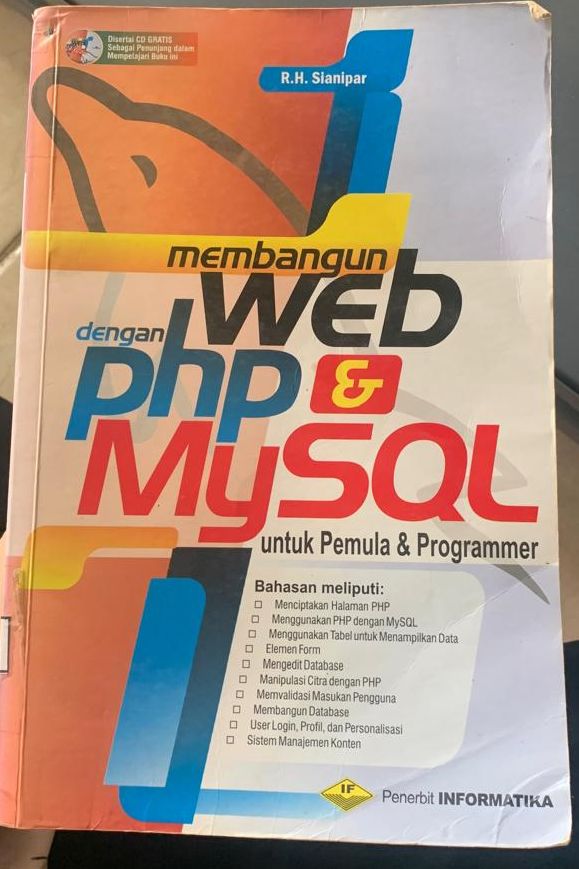 Disertai CD GRATIS
Sebagai Penunjang dalam
Mempelajari Buku ini
R.H. Sianipar
membangun
web
dengan
php &
MySQL
untuk Pemula & Programmer
Bahasan meliputi:
Menciptakan Halaman PHP
Menggunakan PHP dengan MySQL
Menggunakan Tabel untuk Menampilkan Data
Elemen Form
Mengedit Database
Manipulasi Citra dengan PHP
Memvalidasi Masukan Pengguna
Membangun Database
User Login, Profil, dan Personalisasi
Sistem Manajemen Konten
IF
Penerbit INFORMATIKA